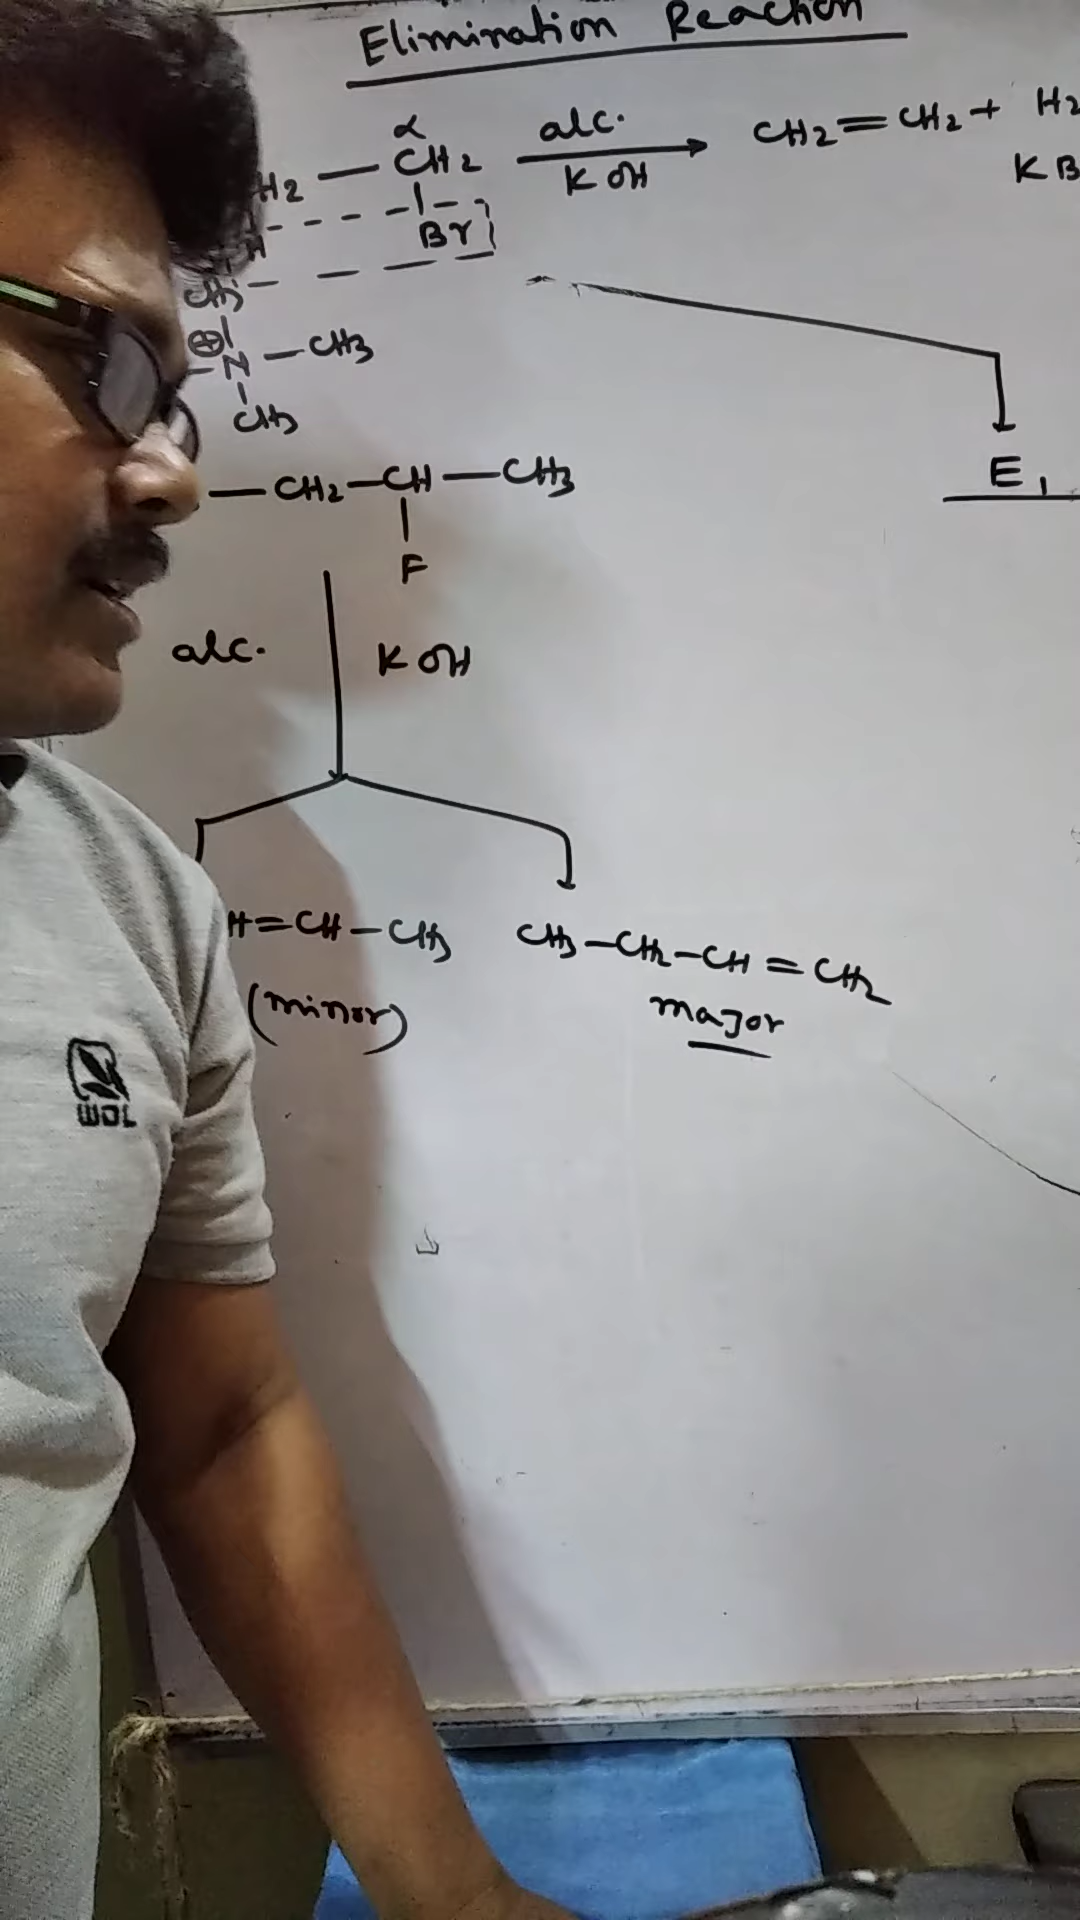 Elimination Reaction
α
H2 — CH2 alc. KOH → CH2=CH2 + H2
H Br KB
CH3
⊕
— N — CH3
CH3
— CH2 — CH — CH3
F
E1
alc. KOH
H=CH—CH3 CH3—CH2—CH=CH2
(minor) major
WOL